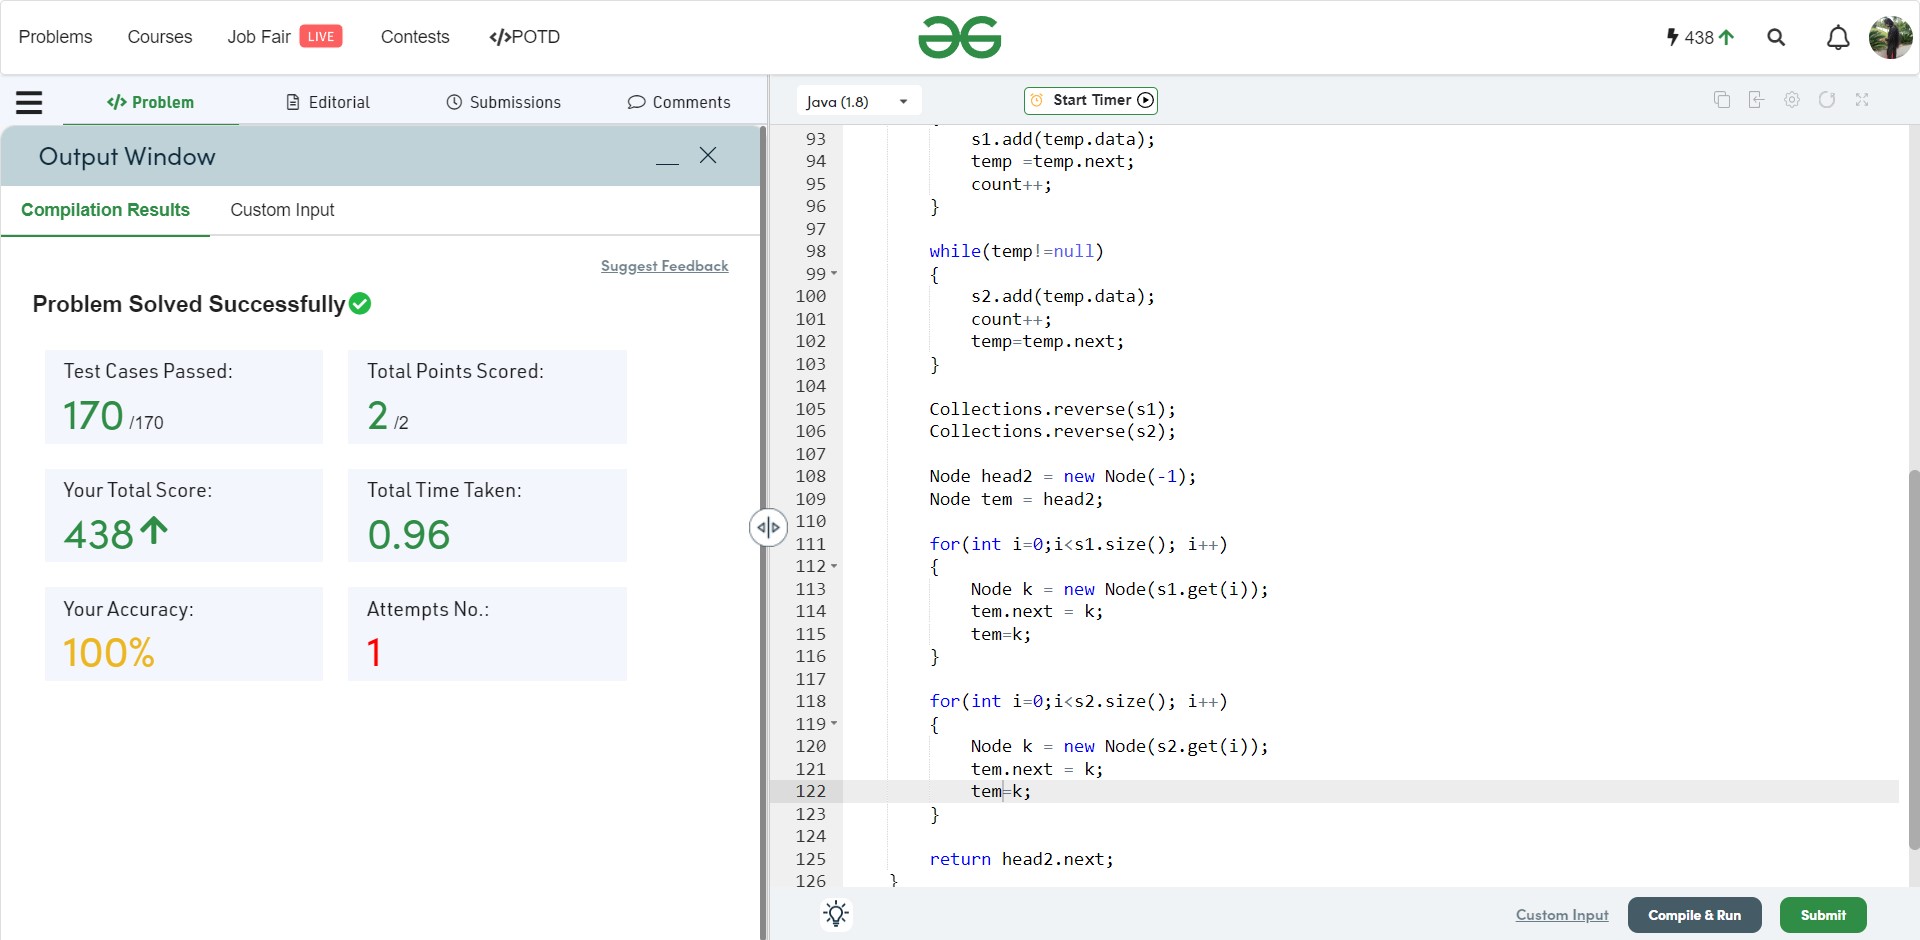 Problems Courses Job Fair LIVE Contests </>POTD
438
</> Problem Editorial Submissions Comments
Output Window
Compilation Results Custom Input
Suggest Feedback
Problem Solved Successfully
Test Cases Passed:
170 /170
Total Points Scored:
2 /2
Your Total Score:
438
Total Time Taken:
0.96
Your Accuracy:
100%
Attempts No.:
1
Java (1.8) Start Timer
93 s1.add(temp.data);
94 temp =temp.next;
95 count++;
96 }
97
98 while(temp!=null)
99 {
100 s2.add(temp.data);
101 count++;
102 temp=temp.next;
103 }
104
105 Collections.reverse(s1);
106 Collections.reverse(s2);
107
108 Node head2 = new Node(-1);
109 Node tem = head2;
110
111 for(int i=0;i<s1.size(); i++)
112 {
113 Node k = new Node(s1.get(i));
114 tem.next = k;
115 tem=k;
116 }
117
118 for(int i=0;i<s2.size(); i++)
119 {
120 Node k = new Node(s2.get(i));
121 tem.next = k;
122 tem=k;
123 }
124
125 return head2.next;
126 }
Custom Input Compile & Run Submit